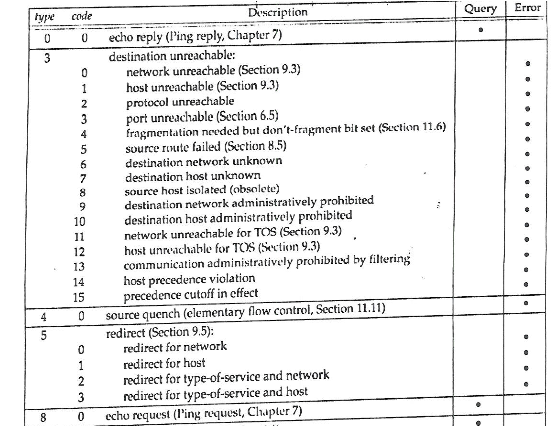 type code Description Query Error
0 0 echo reply (Ping reply, Chapter 7) •
3 destination unreachable:
0 network unreachable (Section 9.3) •
1 host unreachable (Section 9.3) •
2 protocol unreachable •
3 port unreachable (Section 6.5) •
4 fragmentation needed but don't-fragment bit set (Section 11.6) •
5 source route failed (Section 8.5) •
6 destination network unknown •
7 destination host unknown •
8 source host isolated (obsolete) •
9 destination network administratively prohibited •
10 destination host administratively prohibited •
11 network unreachable for TOS (Section 9.3) •
12 host unreachable for TOS (Section 9.3) •
13 communication administratively prohibited by filtering •
14 host precedence violation •
15 precedence cutoff in effect •
4 0 source quench (elementary flow control, Section 11.11) •
5 redirect (Section 9.5):
0 redirect for network •
1 redirect for host •
2 redirect for type-of-service and network •
3 redirect for type-of-service and host •
8 0 echo request (Ping request, Chapter 7) •